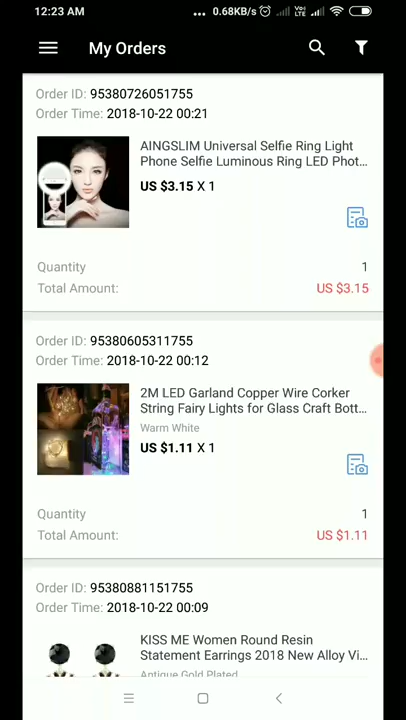 12:23 AM
... 0.68KB/s
Vo)
LTE
My Orders
Order ID: 95380726051755
Order Time: 2018-10-22 00:21
AINGSLIM Universal Selfie Ring Light
Phone Selfie Luminous Ring LED Phot...
US $3.15 X 1
Quantity 1
Total Amount: US $3.15
Order ID: 95380605311755
Order Time: 2018-10-22 00:12
2M LED Garland Copper Wire Corker
String Fairy Lights for Glass Craft Bott...
Warm White
US $1.11 X 1
Quantity 1
Total Amount: US $1.11
Order ID: 95380881151755
Order Time: 2018-10-22 00:09
KISS ME Women Round Resin
Statement Earrings 2018 New Alloy Vi...
Antique Gold Plated